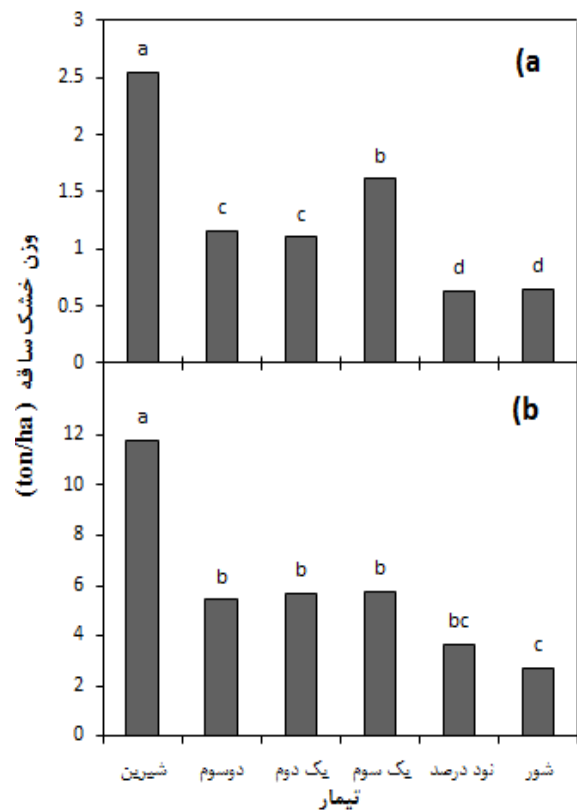 3
2.5
2
1.5
1
0.5
0
(a
a
c
c
b
d
d
وزن خشک ساقه (ton/ha)
12
10
8
6
4
2
0
(b
a
b
b
b
bc
c
شیرین
دوسوم
یک دوم
یک سوم
نود درصد
شور
تیمار